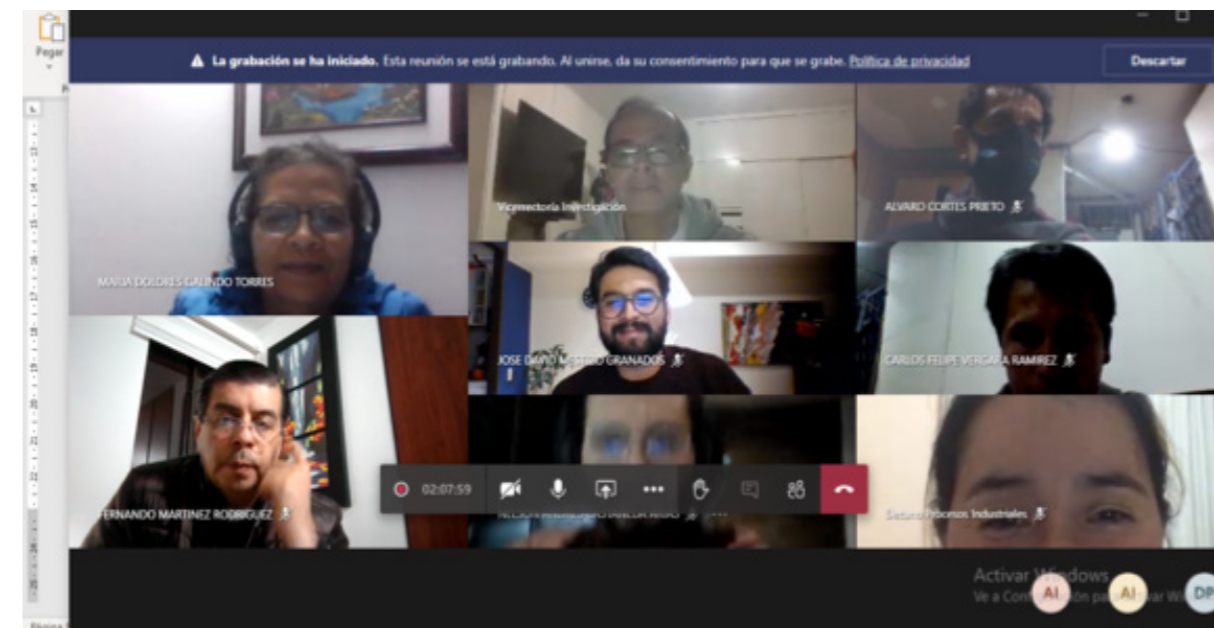 Pegar
La grabación se ha iniciado. Esta reunión se está grabando. Al unirse, da su consentimiento para que se grabe. Política de privacidad
Descartar
MARIA DOLORES GALINDO TORRES
Vicerrectoría Investigación
ALVARO CORTES PRIETO
JOSE DAVID GRANADOS
CARLOS FELIPE VERGARA RAMIREZ
FERNANDO MARTINEZ RODRIGUEZ
02:07:59
Procesos Industriales
Activar Windows
Ve a
AI
AI
DP